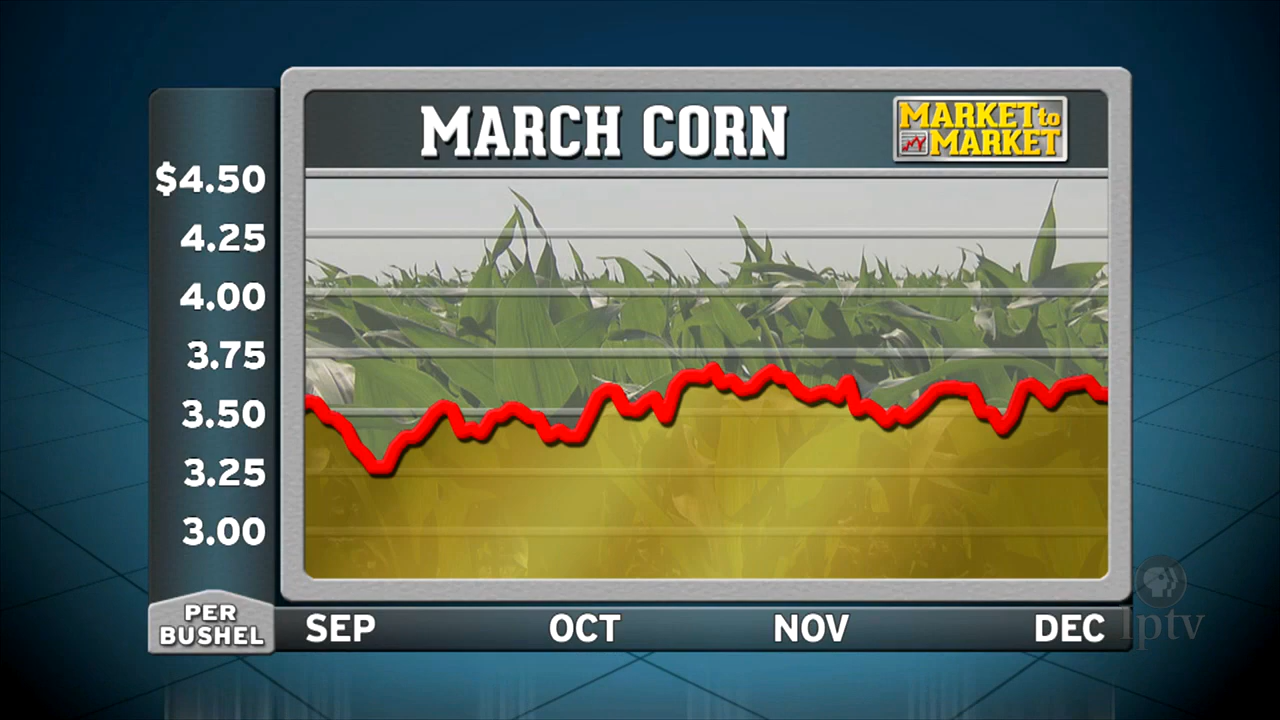 MARCH CORN
MARKET to
MARKET
$4.50
4.25
4.00
3.75
3.50
3.25
3.00
PER
BUSHEL
SEP OCT NOV DEC
iptv